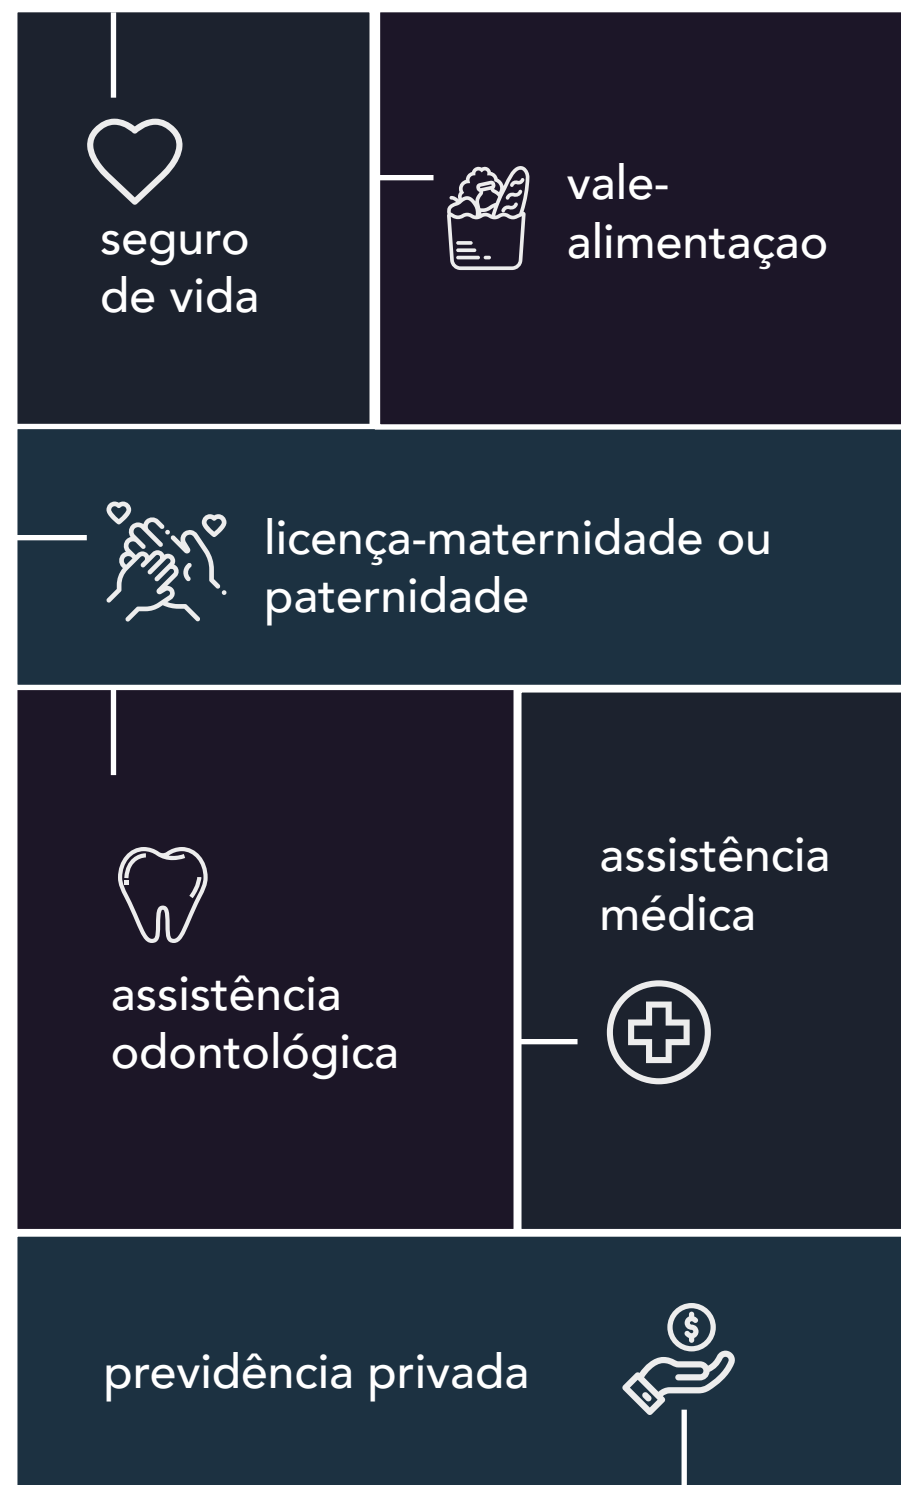 seguro
de vida
vale-
alimentaçao
licença-maternidade ou
paternidade
assistência
odontológica
assistência
médica
previdência privada
$